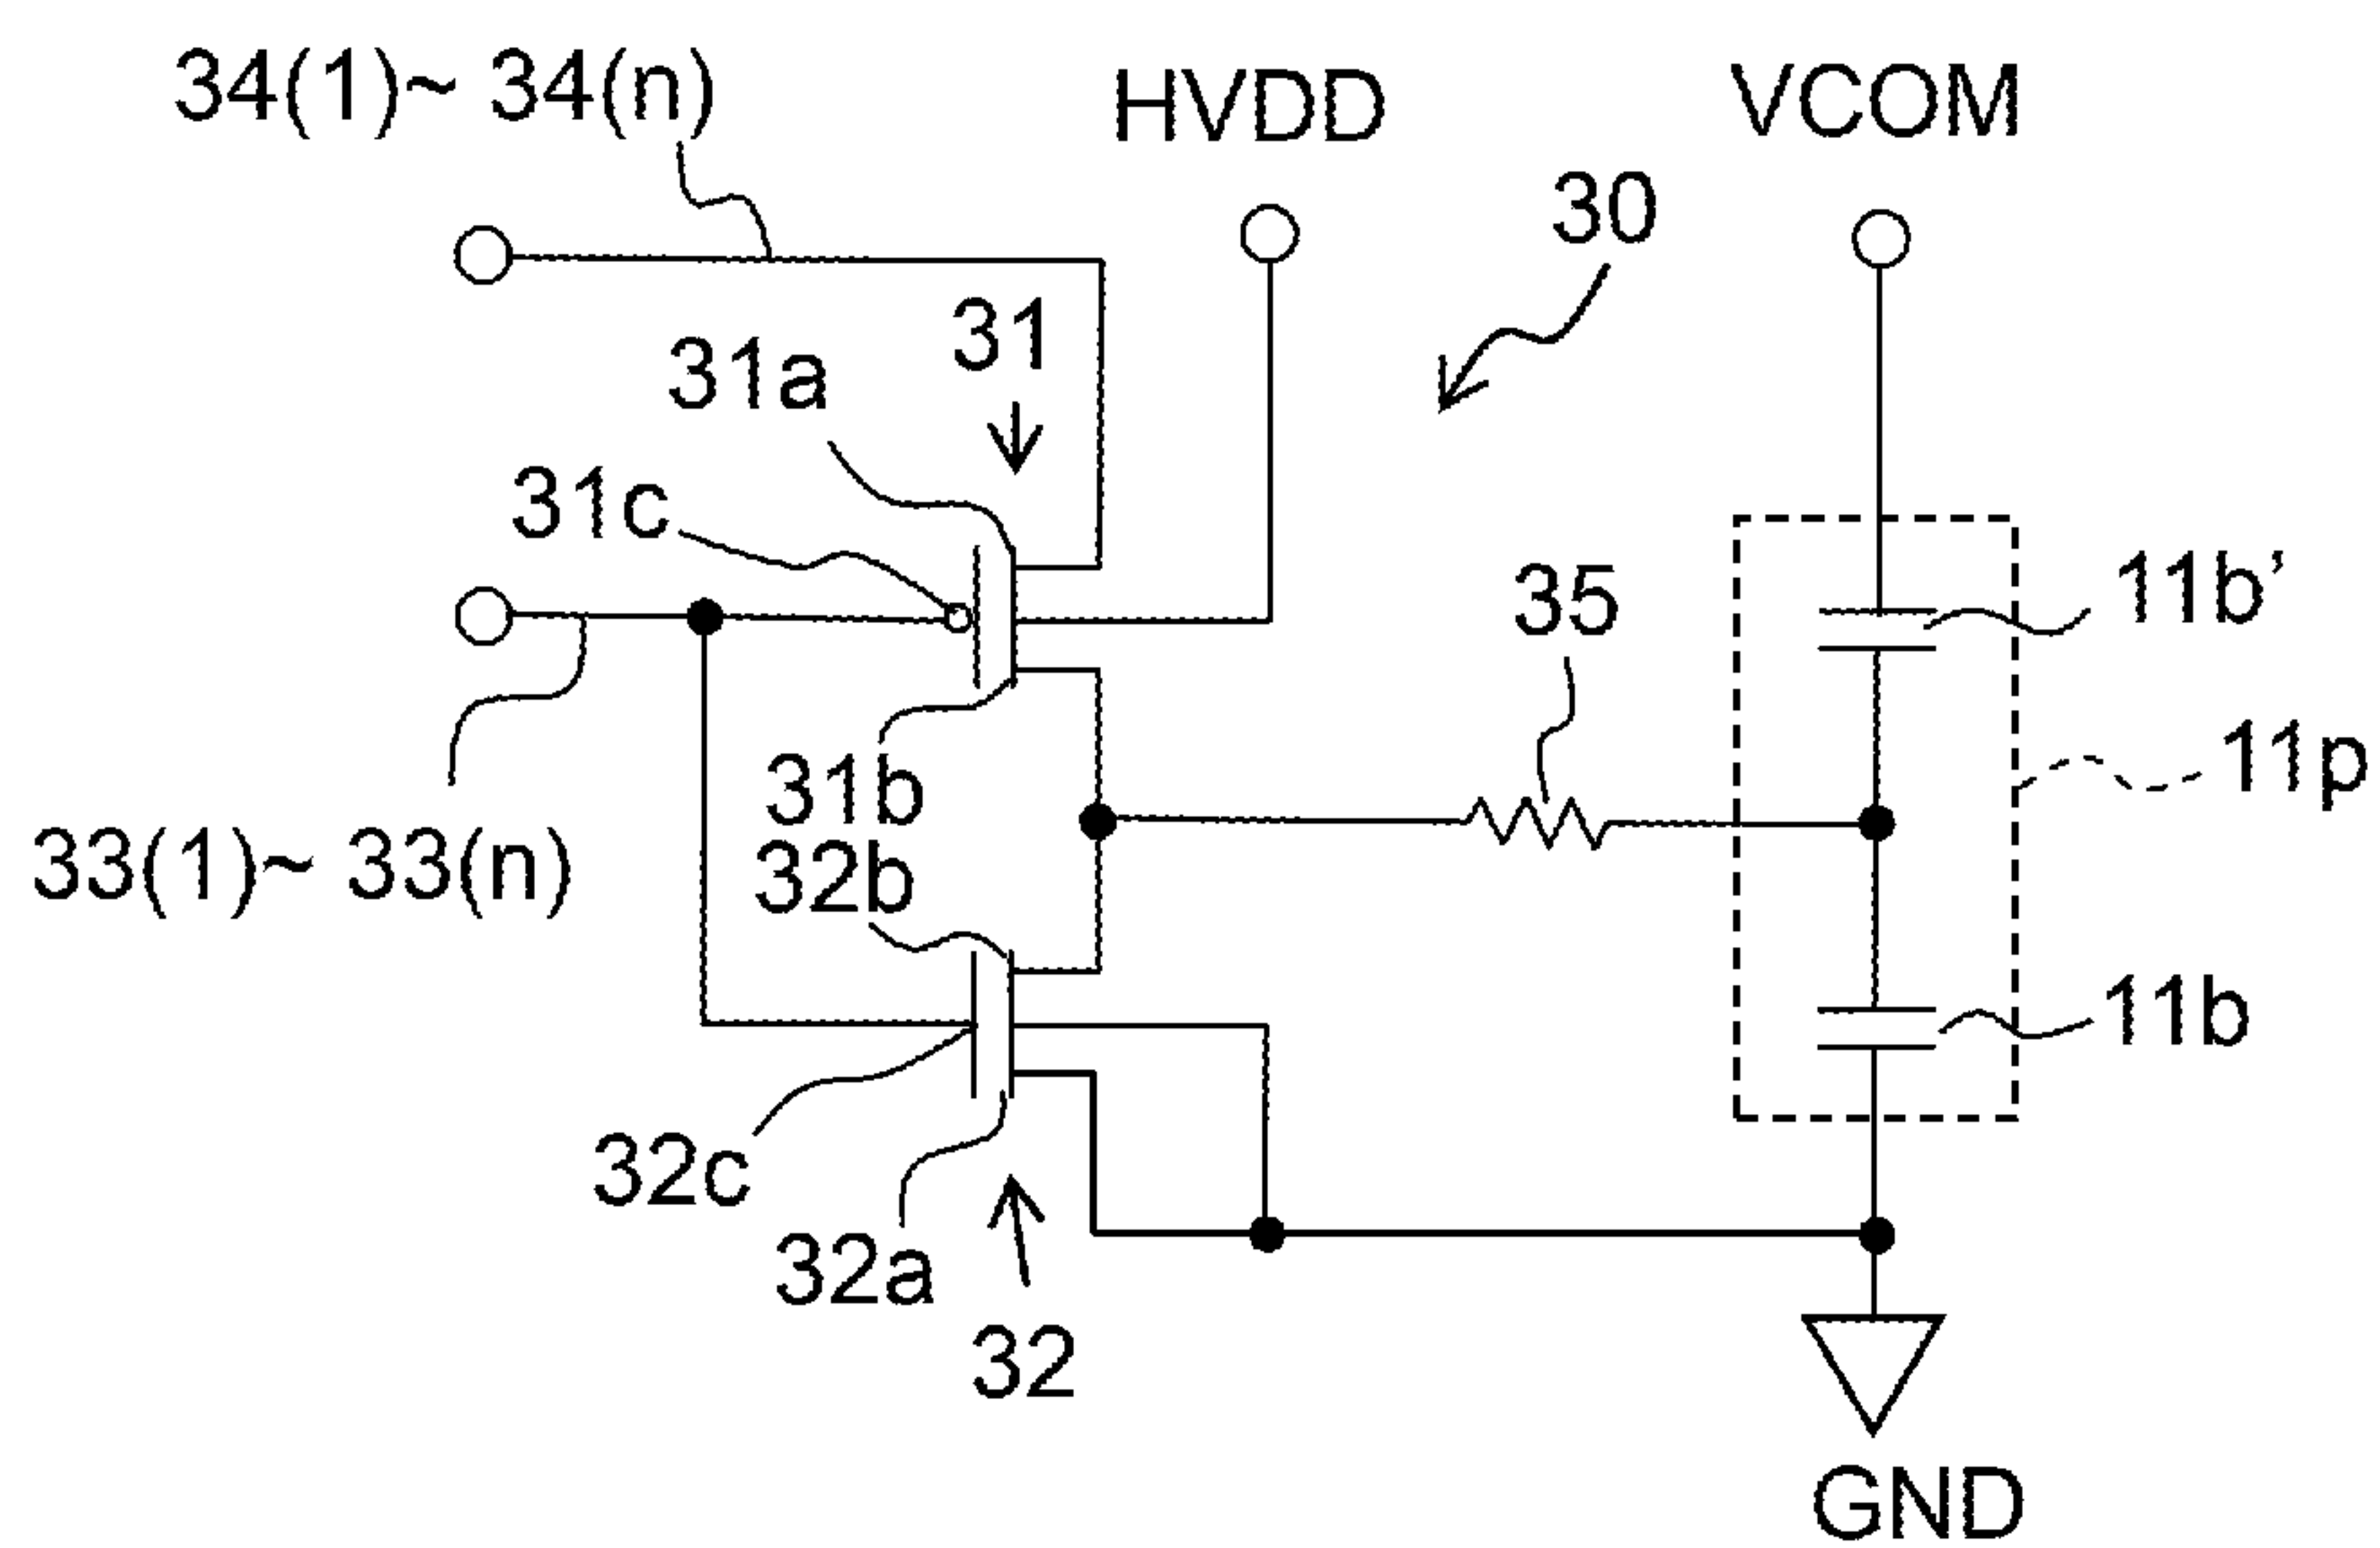 34(1)~ 34(n)
HVDD
VCOM
30
31
31a
31c
35
11b’
11p
31b
33(1)~ 33(n)
32b
11b
32c
32a
32
GND